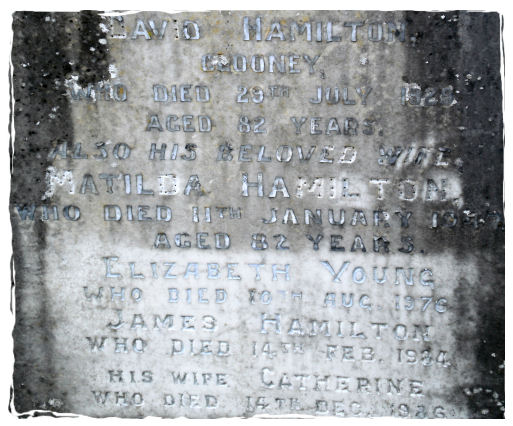 DAVID HAMILTON,
CROONEY,
WHO DIED 29TH JULY 1928
AGED 82 YEARS.
ALSO HIS BELOVED WIFE,
MATILDA HAMILTON,
WHO DIED 11TH JANUARY
AGED 82 YEARS.
ELIZABETH YOUNG
WHO DIED 10TH AUG. 1976
JAMES HAMILTON
WHO DIED 14TH FEB. 1984
HIS WIFE CATHERINE
WHO DIED 14TH DEC. 1986